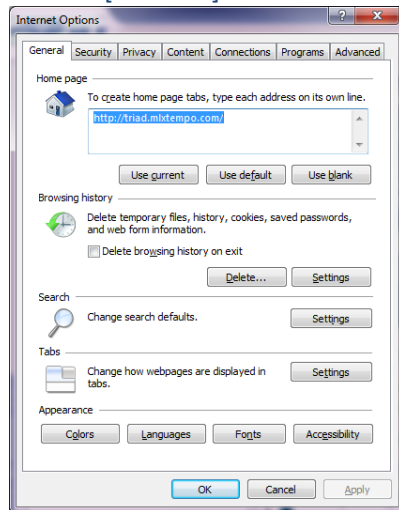 Internet Options
General Security Privacy Content Connections Programs Advanced
Home page
To create home page tabs, type each address on its own line.
http://triad.mlxtempo.com/
Use current Use default Use blank
Browsing history
Delete temporary files, history, cookies, saved passwords,
and web form information.
Delete browsing history on exit
Delete... Settings
Search
Change search defaults.
Settings
Tabs
Change how webpages are displayed in
tabs.
Settings
Appearance
Colors Languages Fonts Accessibility
OK Cancel Apply